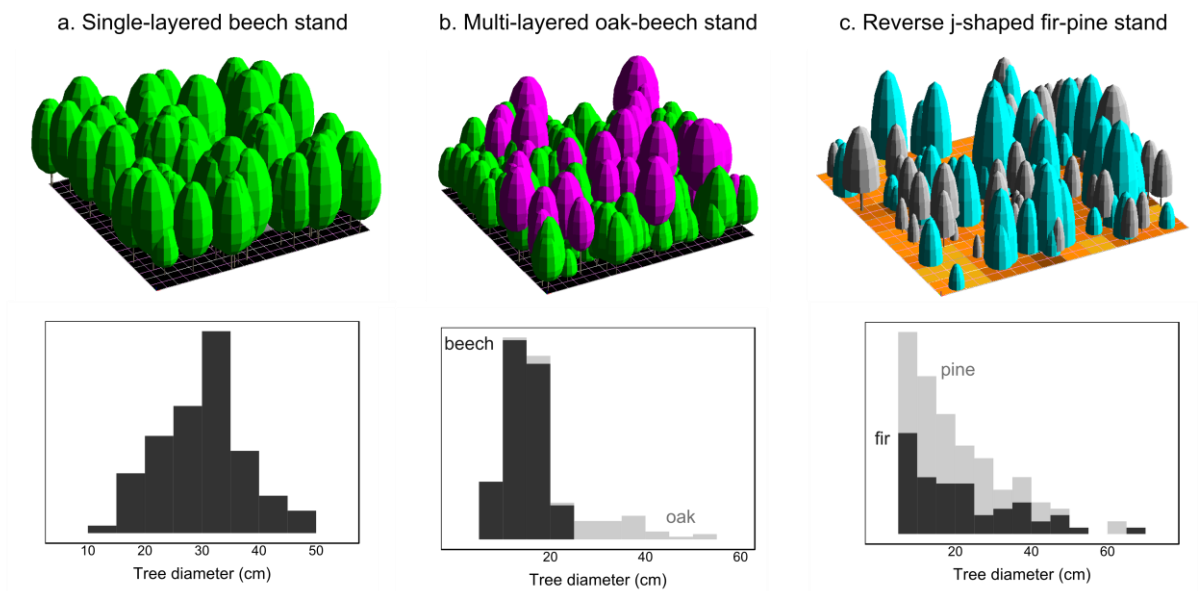 a. Single-layered beech stand
b. Multi-layered oak-beech stand
c. Reverse j-shaped fir-pine stand
beech
oak
pine
fir
10 20 30 40 50
20 40 60
20 40 60
Tree diameter (cm)
Tree diameter (cm)
Tree diameter (cm)